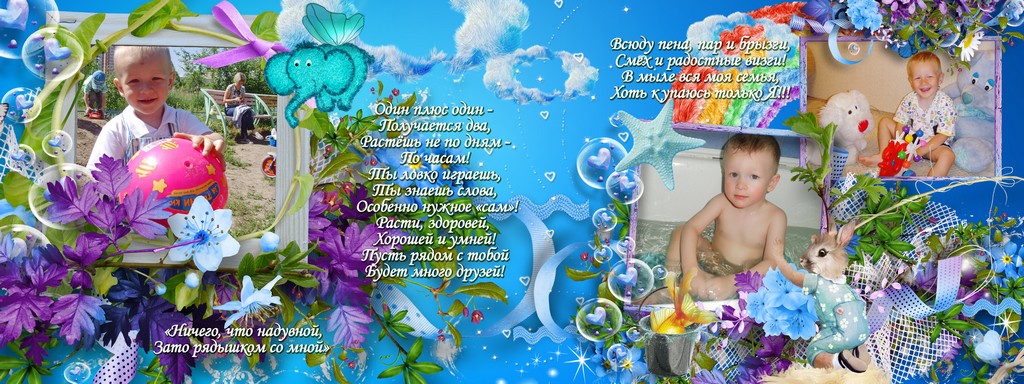 Один плюс один -
Получается два,
Растёшь не по дням -
По часам!
Ты ловко играешь,
Ты знаешь слова,
Особенно нужное «сам»!
Расти, здоровей,
Хорошей и умней!
Пусть рядом с тобой
Будет много друзей!
«Ничего, что надувной,
Зато рядышком со мной»
Всюду пена, пар и брызги,
Смех и радостные визги!
В мыле вся моя семья,
Хоть купаюсь только Я!!!